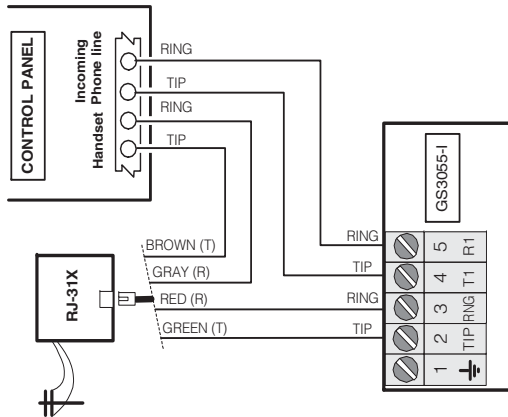 CONTROL PANEL
Incoming
Handset Phone line
RING
TIP
RING
TIP
BROWN (T)
GRAY (R)
RED (R)
GREEN (T)
RJ-31X
RING
TIP
RING
TIP
GS3055-I
5 R1
4 T1
3 RNG
2 TIP
1